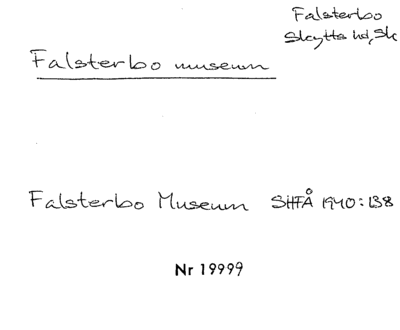 Falsterbo
Skytts hd, Sk
Falsterbo museum
Falsterbo Museum SHFÅ 1940:138
Nr 19999